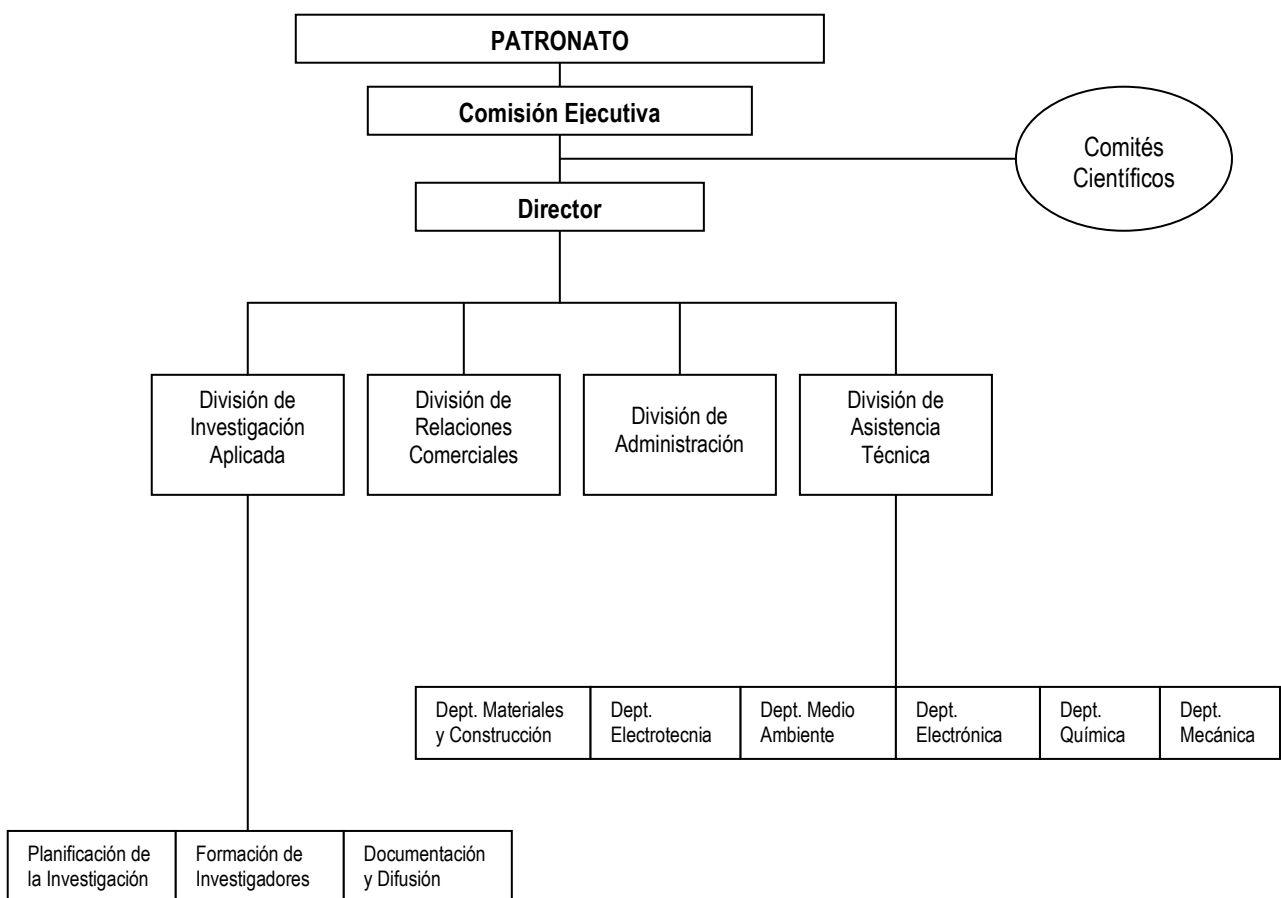 PATRONATO
Comisión Ejecutiva
Comités
Científicos
Director
División de
Investigación
Aplicada
División de
Relaciones
Comerciales
División de
Administración
División de
Asistencia
Técnica
Dept. Materiales
y Construcción
Dept.
Electrotecnia
Dept. Medio
Ambiente
Dept.
Electrónica
Dept.
Química
Dept.
Mecánica
Planificación de
la Investigación
Formación de
Investigadores
Documentación
y Difusión